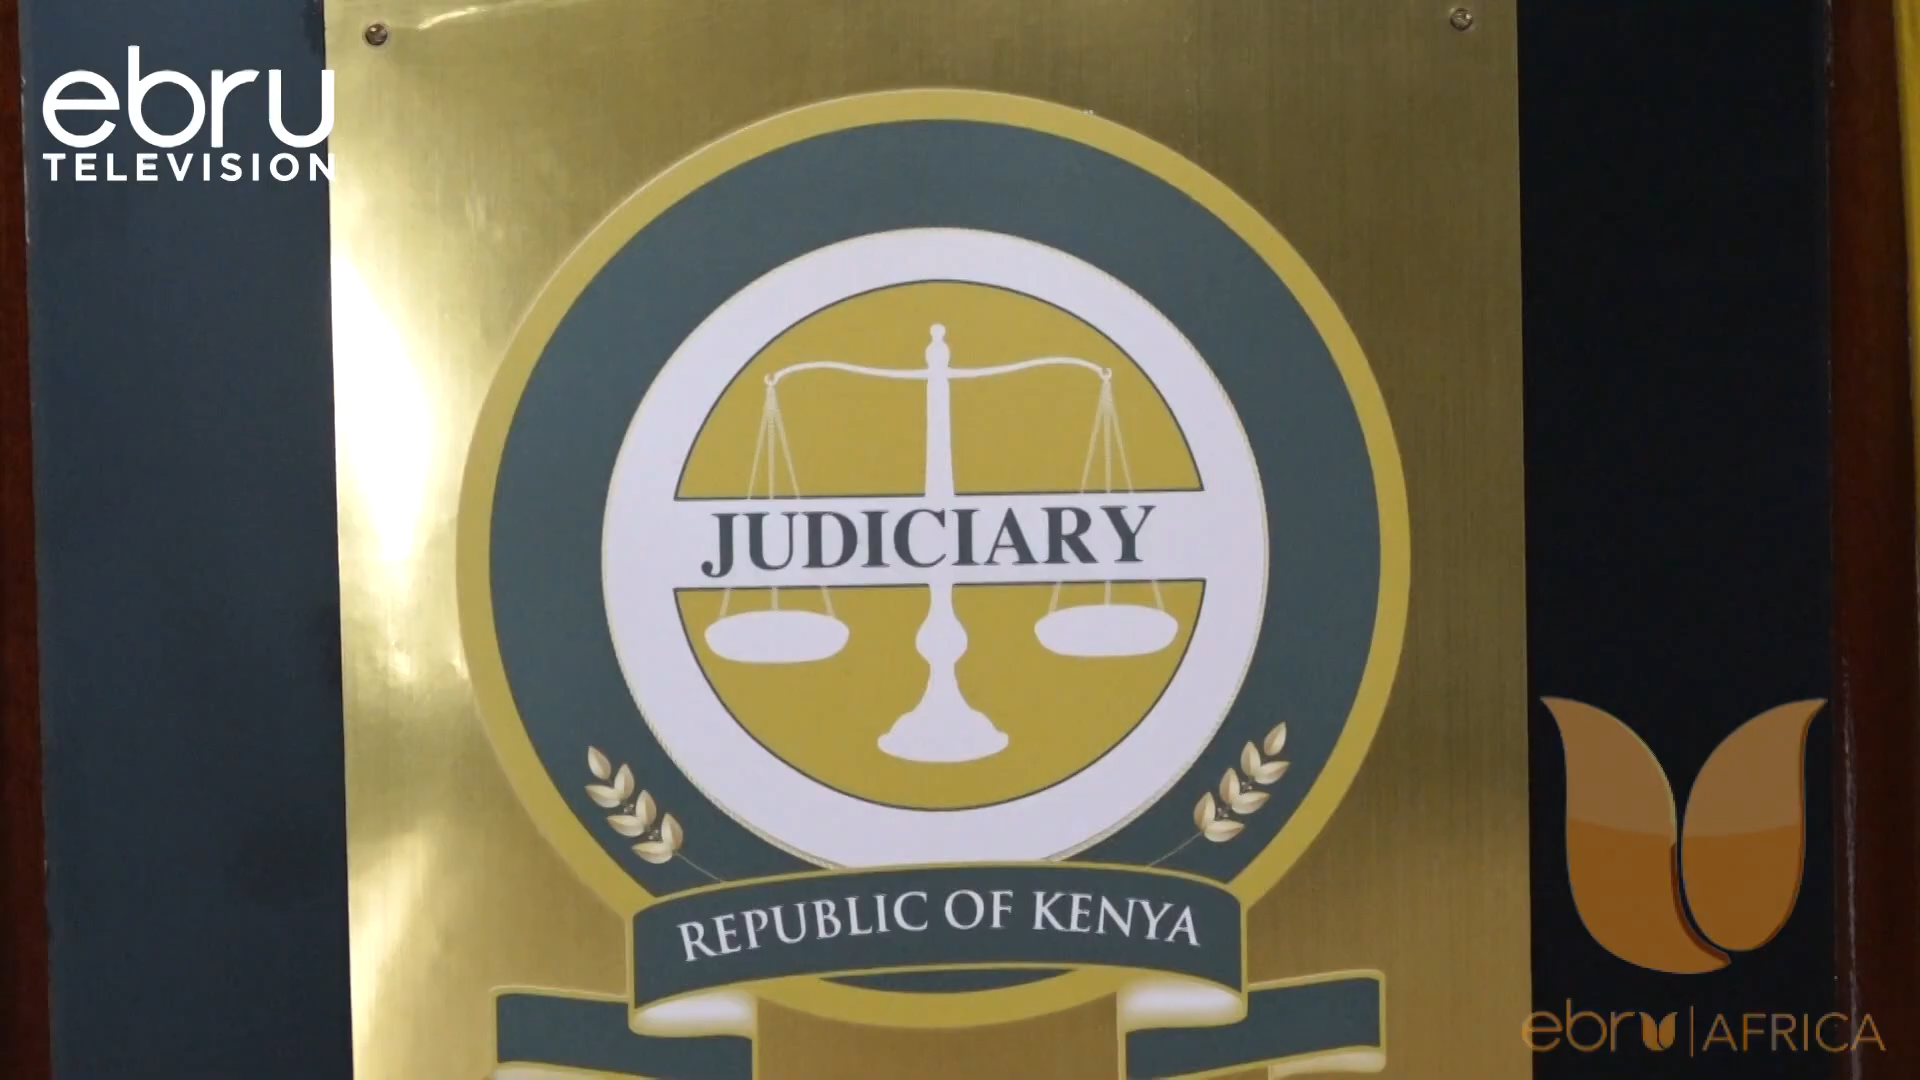 ebru
TELEVISION
JUDICIARY
REPUBLIC OF KENYA
ebru | AFRICA